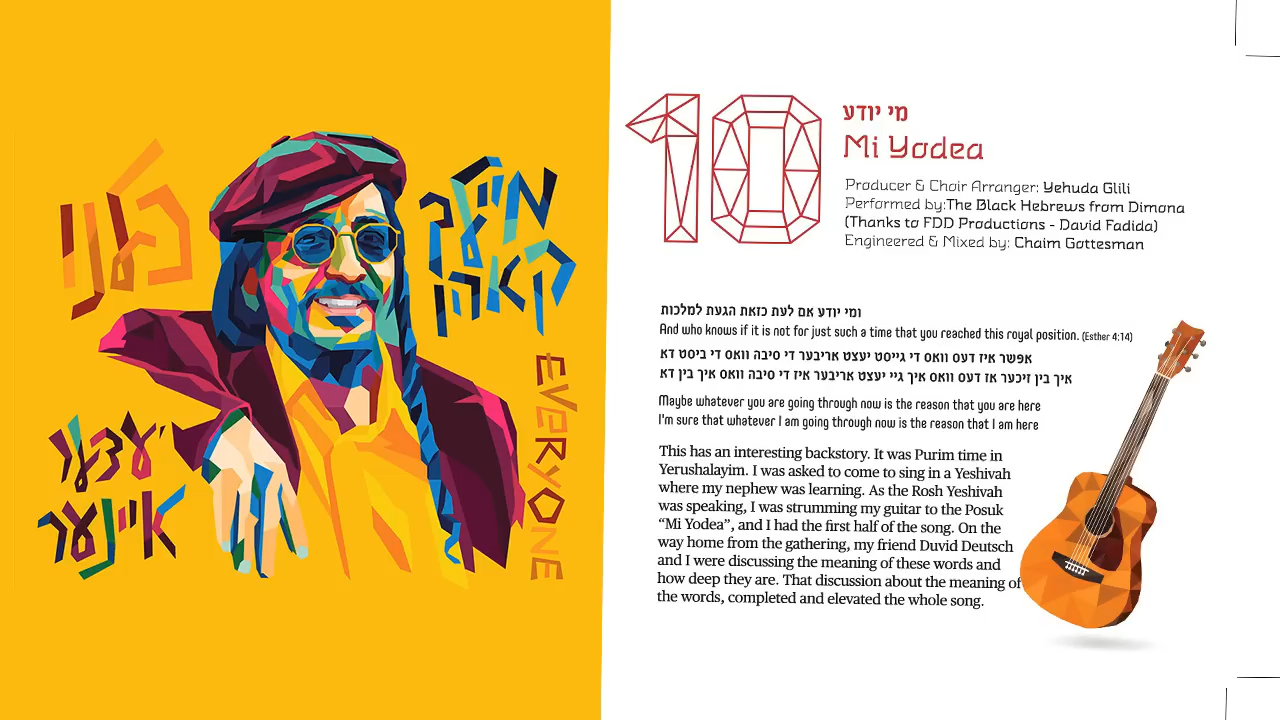 מיילך
קאהן
יעדער
איינער
EVERYONE
10
מי יודע
Mi Yodea
Producer & Choir Arranger: Yehuda Glili
Performed by:The Black Hebrews from Dimona
(Thanks to FDD Productions - David Fadida)
Engineered & Mixed by: Chaim Gottesman
ומי יודע אם לעת כזאת הגעת למלכות
And who knows if it is not for just such a time that you reached this royal position. (Esther 4:14)
אפשר איז דעס וואס די גייסט יעצט אריבער די סיבה וואס די ביסט דא
איך בין זיכער אז דעס וואס איך גיי יעצט אריבער איז די סיבה וואס איך בין דא
Maybe whatever you are going through now is the reason that you are here
I'm sure that whatever I am going through now is the reason that I am here
This has an interesting backstory. It was Purim time in
Yerushalayim. I was asked to come to sing in a Yeshivah
where my nephew was learning. As the Rosh Yeshivah
was speaking, I was strumming my guitar to the Posuk
“Mi Yodea”, and I had the first half of the song. On the
way home from the gathering, my friend Duvid Deutsch
and I were discussing the meaning of these words and
how deep they are. That discussion about the meaning of
the words, completed and elevated the whole song.